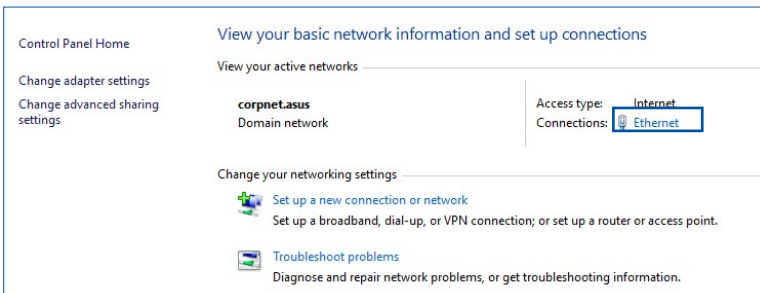 Control Panel Home
Change adapter settings
Change advanced sharing
settings
View your basic network information and set up connections
View your active networks
corpnet.asus
Domain network
Access type: Internet
Connections: Ethernet
Change your networking settings
Set up a new connection or network
Set up a broadband, dial-up, or VPN connection; or set up a router or access point.
Troubleshoot problems
Diagnose and repair network problems, or get troubleshooting information.